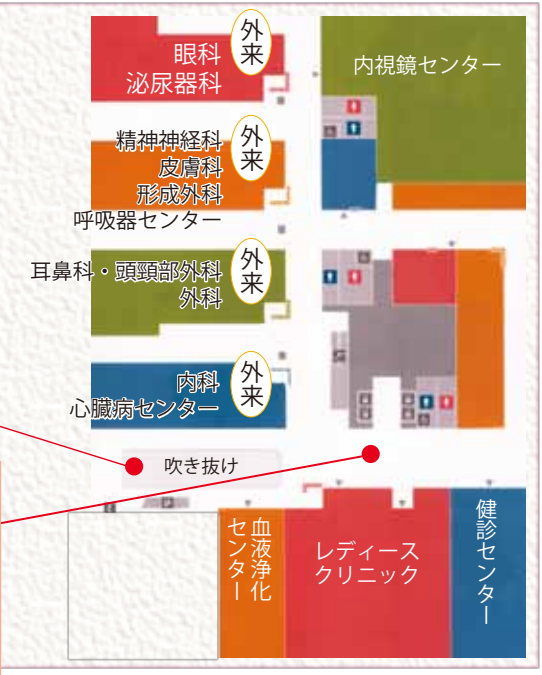 眼科
泌尿器科
外来
内視鏡センター
精神神経科
皮膚科
形成外科
呼吸器センター
外来
耳鼻科・頭頸部外科
外科
外来
内科
心臓病センター
外来
吹き抜け
血液浄化
センター
レディース
クリニック
健診センター